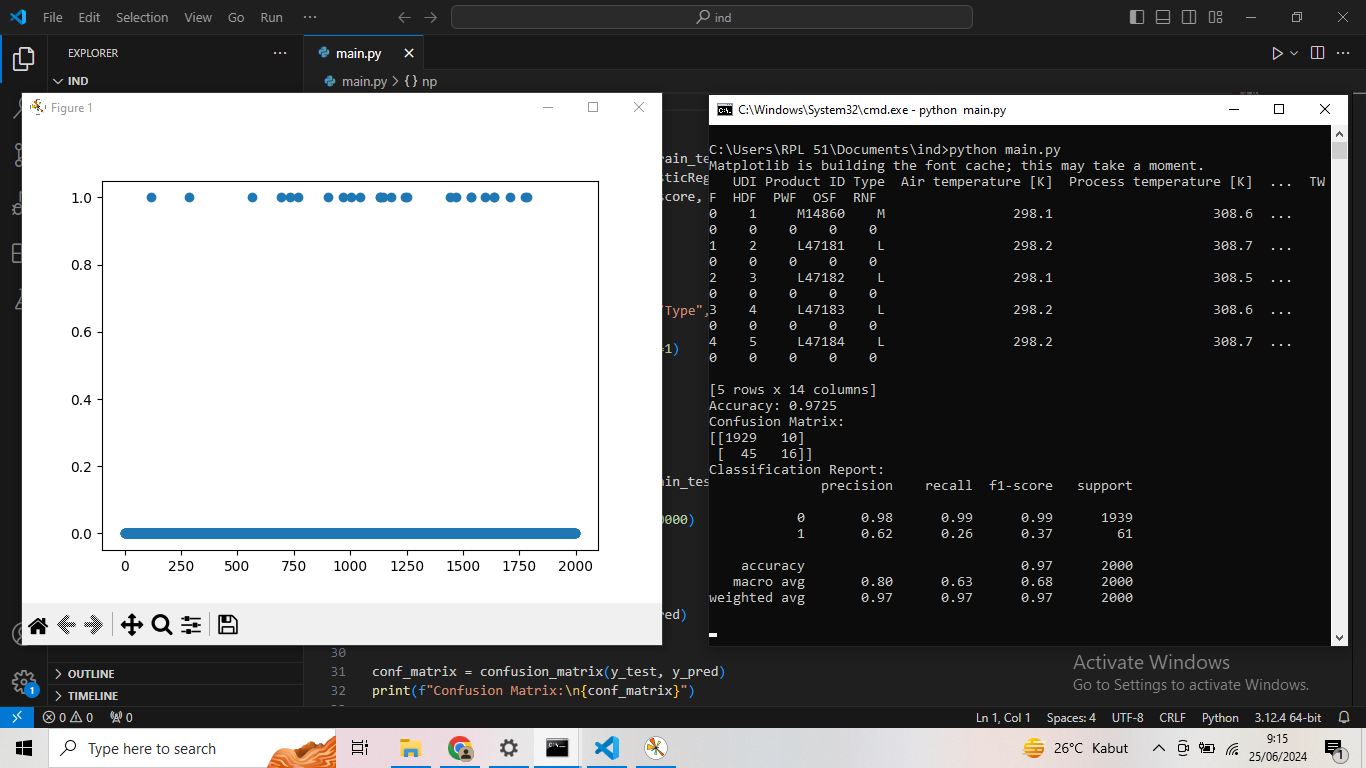 File Edit Selection View Go Run ··· ind
EXPLORER ···
main.py
IND
main.py > {} np
Figure 1
1.0
0.8
0.6
0.4
0.2
0.0
0 250 500 750 1000 1250 1500 1750 2000
C:\Windows\System32\cmd.exe - python main.py
C:\Users\RPL 51\Documents\ind>python main.py
Matplotlib is building the font cache; this may take a moment.
UDI Product ID Type Air temperature [K] Process temperature [K] ... TW
F HDF PWF OSF RNF
0 1 M14860 M 298.1 308.6 ...
0 0 0 0 0
1 2 L47181 L 298.2 308.7 ...
0 0 0 0 0
2 3 L47182 L 298.1 308.5 ...
0 0 0 0 0
3 4 L47183 L 298.2 308.6 ...
0 0 0 0 0
4 5 L47184 L 298.2 308.7 ...
0 0 0 0 0
[5 rows x 14 columns]
Accuracy: 0.9725
Confusion Matrix:
[[1929 10]
[ 45 16]]
Classification Report:
precision recall f1-score support
0 0.98 0.99 0.99 1939
1 0.62 0.26 0.37 61
accuracy 0.97 2000
macro avg 0.80 0.63 0.68 2000
weighted avg 0.97 0.97 0.97 2000
score,
"Type",
=1)
30
31 conf_matrix = confusion_matrix(y_test, y_pred)
32 print(f"Confusion Matrix:\n{conf_matrix}")
OUTLINE
TIMELINE
Activate Windows
Go to Settings to activate Windows.
1
0 0 0 Ln 1, Col 1 Spaces: 4 UTF-8 CRLF Python 3.12.4 64-bit
Type here to search
26°C Kabut
9:15
25/06/2024
1